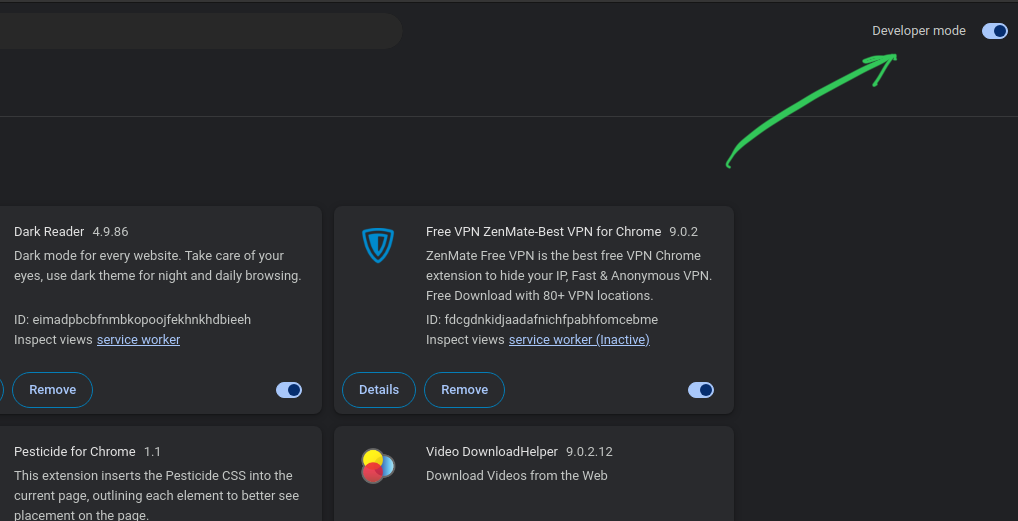 Developer mode
Dark Reader 4.9.86
Dark mode for every website. Take care of your
eyes, use dark theme for night and daily browsing.
ID: eimadpbcbfnmbkopoojfekhnkhdbieeh
Inspect views service worker
Remove
Free VPN ZenMate-Best VPN for Chrome 9.0.2
ZenMate Free VPN is the best free VPN Chrome
extension to hide your IP, Fast & Anonymous VPN.
Free Download with 80+ VPN locations.
ID: fdcgdnkidjaadafnichfpabhfomcebme
Inspect views service worker (Inactive)
Details Remove
Pesticide for Chrome 1.1
This extension inserts the Pesticide CSS into the
current page, outlining each element to better see
placement on the page.
Video DownloadHelper 9.0.2.12
Download Videos from the Web